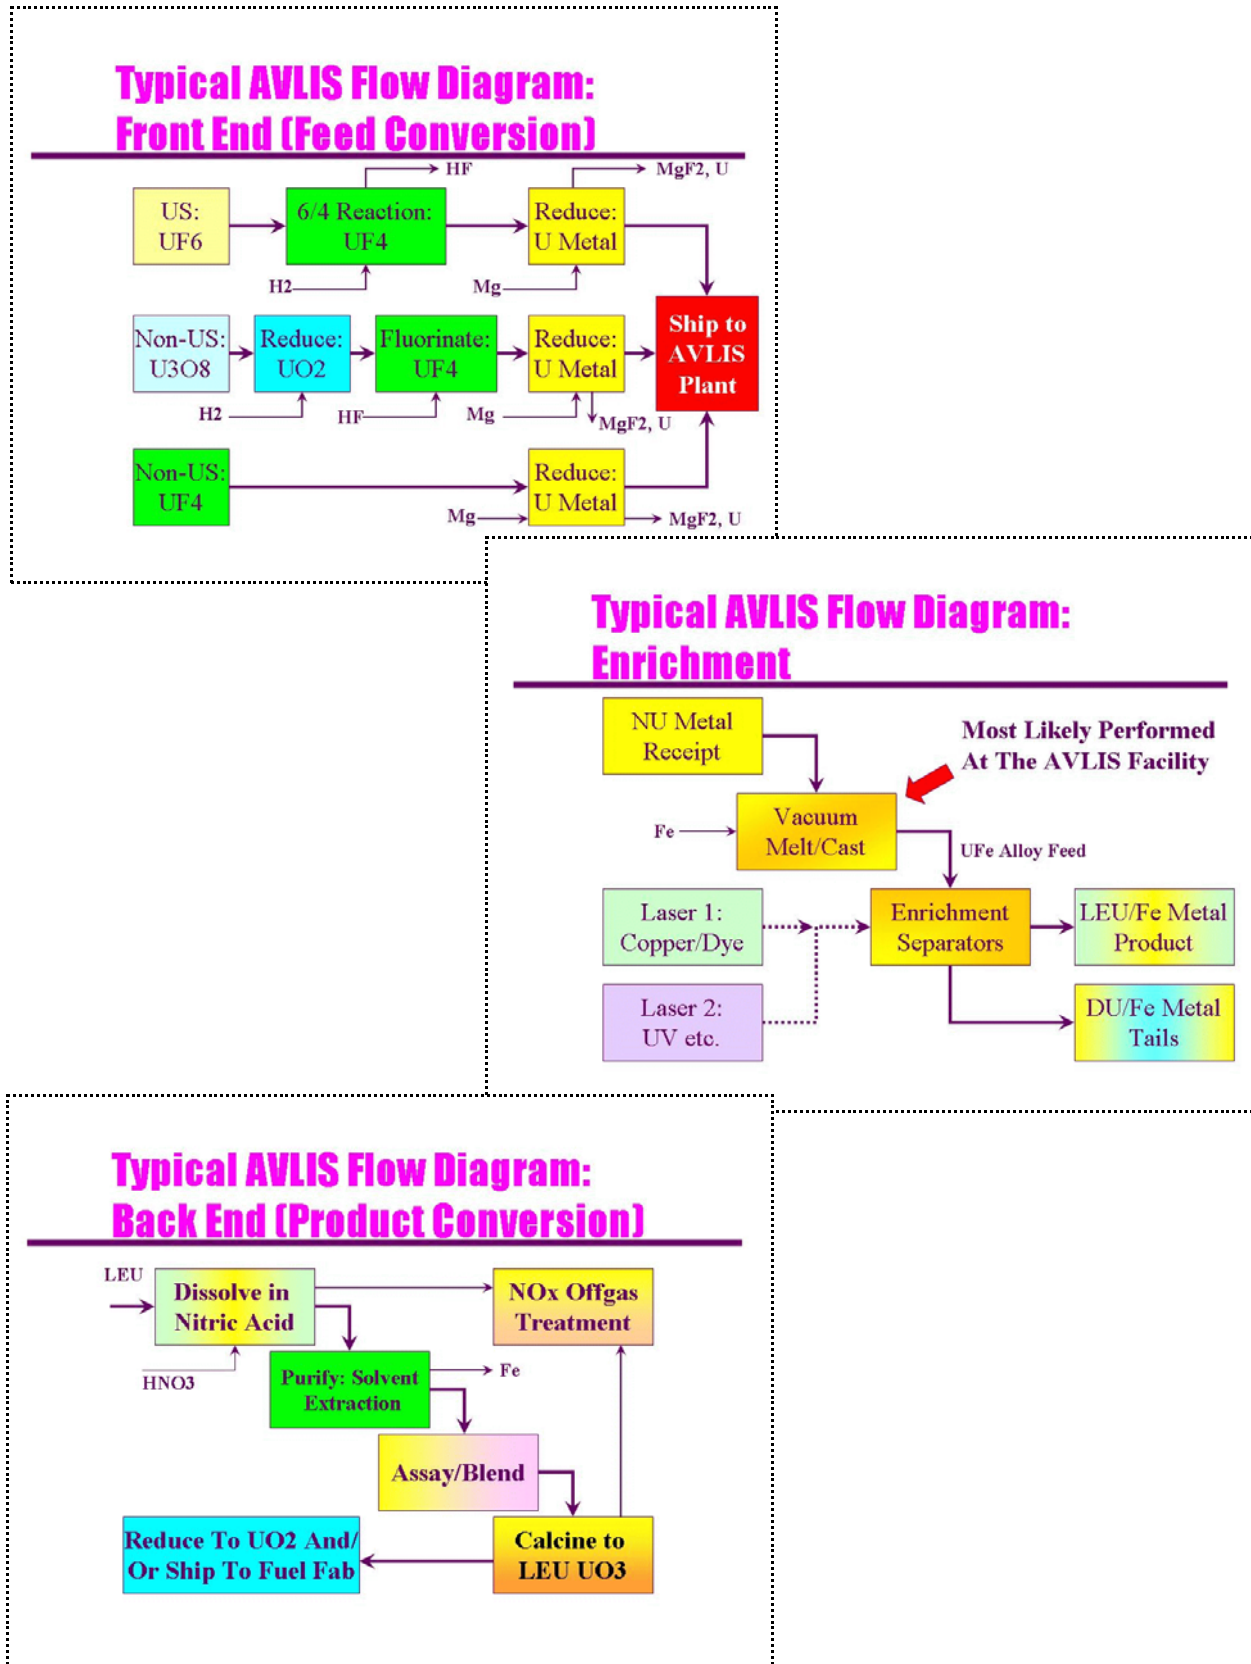 Typical AVLIS Flow Diagram:
Front End (Feed Conversion)
HF
MgF2, U
US:
UF6
6/4 Reaction:
UF4
Reduce:
U Metal
H2
Mg
Non-US:
U3O8
Reduce:
UO2
Fluorinate:
UF4
Reduce:
U Metal
Ship to
AVLIS
Plant
H2
HF
Mg
MgF2, U
Non-US:
UF4
Reduce:
U Metal
Mg
MgF2, U
Typical AVLIS Flow Diagram:
Enrichment
NU Metal
Receipt
Most Likely Performed
At The AVLIS Facility
Fe
Vacuum
Melt/Cast
UFe Alloy Feed
Laser 1:
Copper/Dye
Enrichment
Separators
LEU/Fe Metal
Product
Laser 2:
UV etc.
DU/Fe Metal
Tails
Typical AVLIS Flow Diagram:
Back End (Product Conversion)
LEU
Dissolve in
Nitric Acid
NOx Offgas
Treatment
HNO3
Purify: Solvent
Extraction
Fe
Assay/Blend
Reduce To UO2 And/
Or Ship To Fuel Fab
Calcine to
LEU UO3